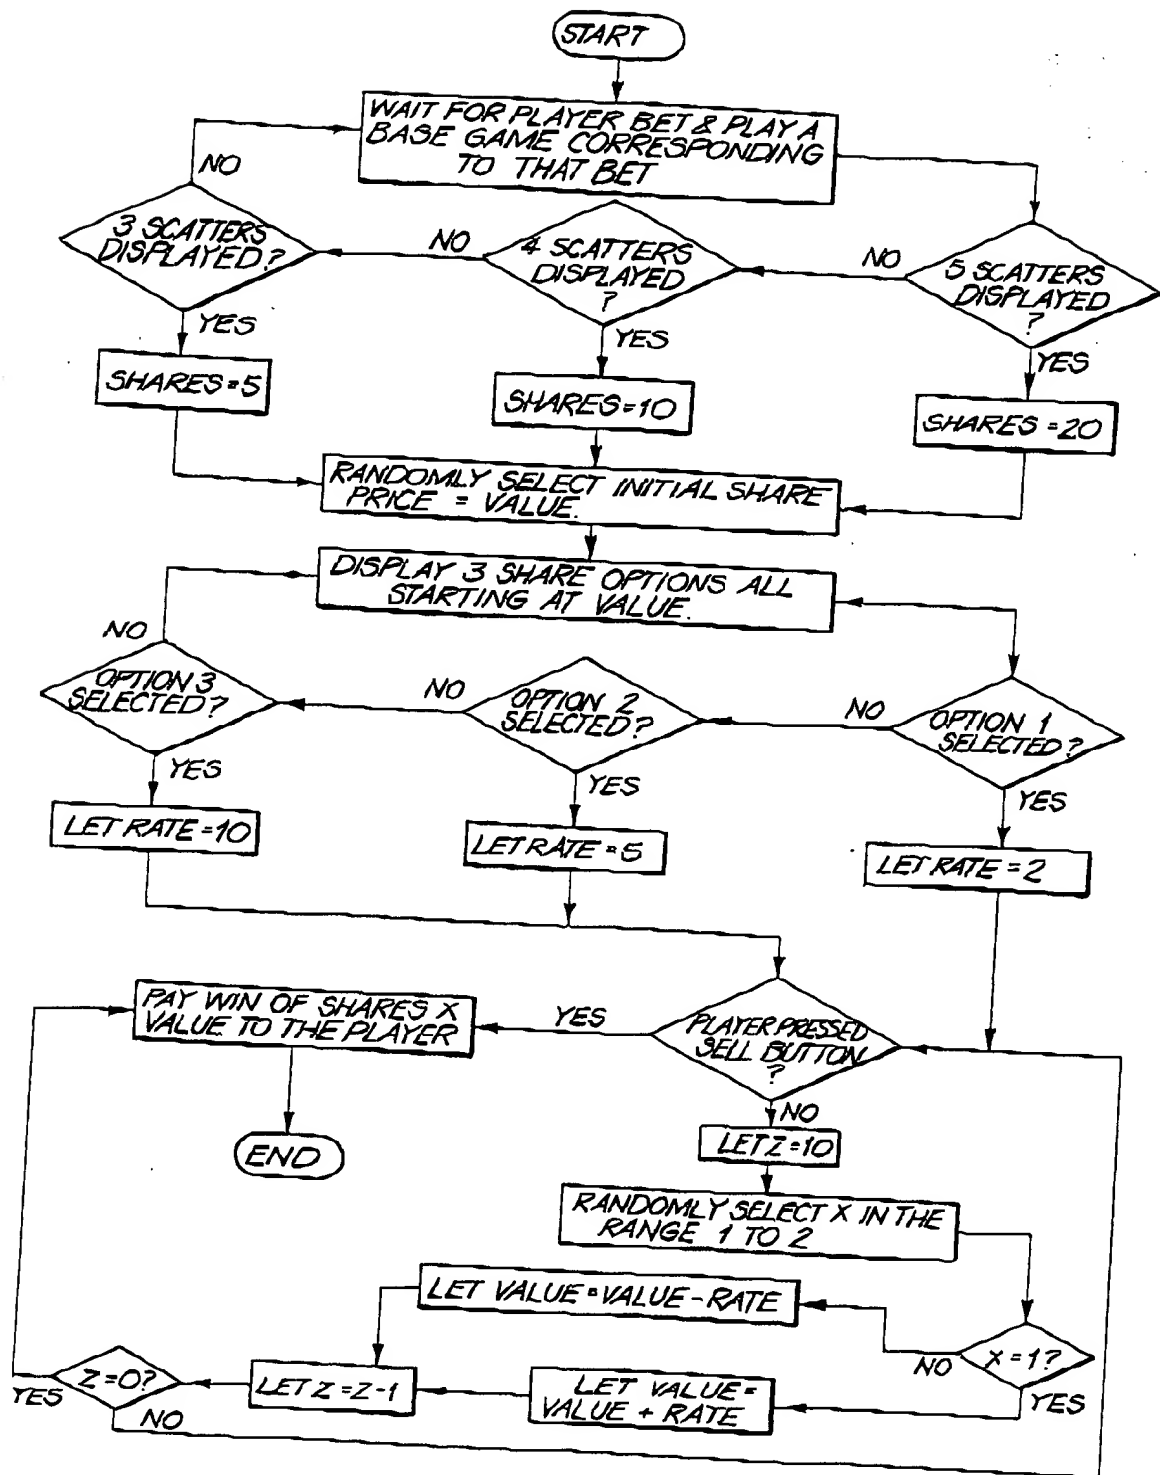 START
WAIT FOR PLAYER BET & PLAY A
BASE GAME CORRESPONDING
TO THAT BET
NO
3 SCATTERS
DISPLAYED?
NO
4 SCATTERS
DISPLAYED
?
NO
5 SCATTERS
DISPLAYED
?
YES
YES
YES
SHARES=5
SHARES=10
SHARES=20
RANDOMLY SELECT INITIAL SHARE
PRICE = VALUE.
DISPLAY 3 SHARE OPTIONS ALL
STARTING AT VALUE.
NO
OPTION 3
SELECTED?
NO
OPTION 2
SELECTED?
NO
OPTION 1
SELECTED?
YES
YES
YES
LET RATE=10
LET RATE=5
LET RATE=2
PAY WIN OF SHARES X
VALUE TO THE PLAYER
YES
PLAYER PRESSED
SELL BUTTON
?
NO
END
LET Z=10
RANDOMLY SELECT X IN THE
RANGE 1 TO 2
LET VALUE=VALUE-RATE
X=1?
NO
YES
LET VALUE=
VALUE + RATE
LET Z=Z-1
Z=0?
YES
NO